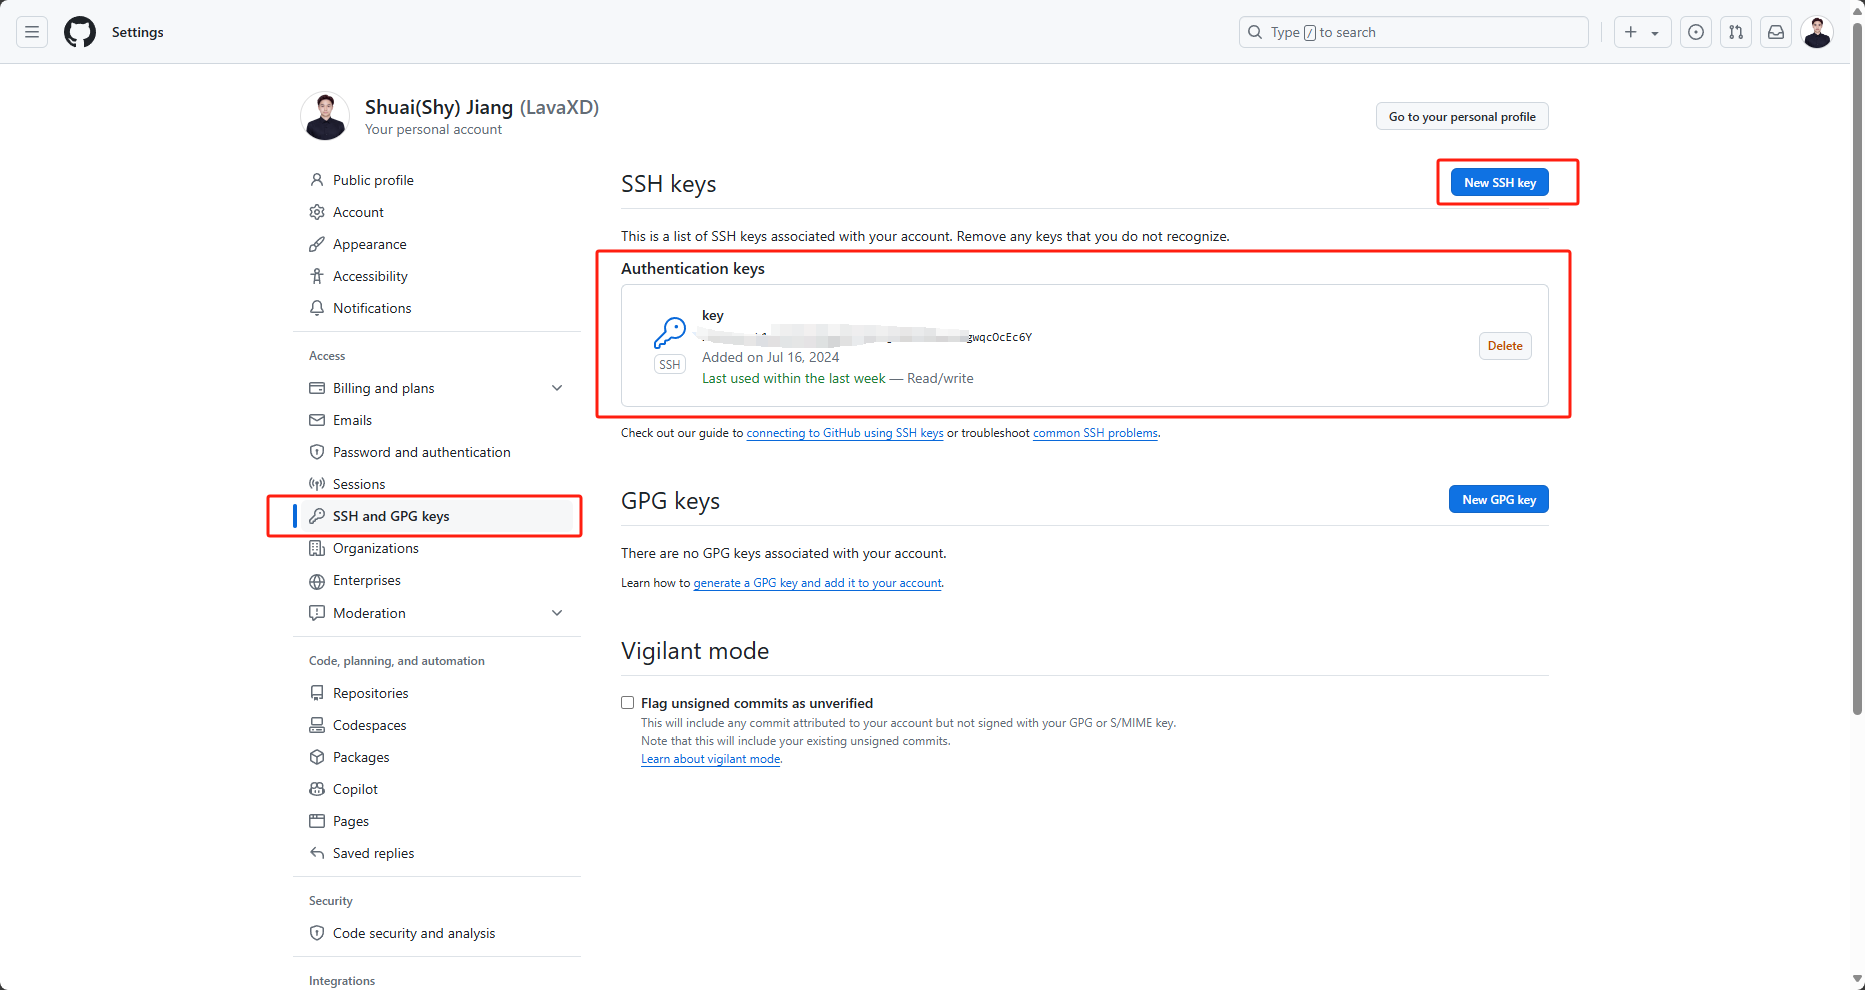 Settings
Type / to search
Shuai(Shy) Jiang (LavaXD)
Your personal account
Go to your personal profile
Public profile
Account
Appearance
Accessibility
Notifications
Access
Billing and plans
Emails
Password and authentication
Sessions
SSH and GPG keys
Organizations
Enterprises
Moderation
Code, planning, and automation
Repositories
Codespaces
Packages
Copilot
Pages
Saved replies
Security
Code security and analysis
Integrations
SSH keys
New SSH key
This is a list of SSH keys associated with your account. Remove any keys that you do not recognize.
Authentication keys
key
gwqcOcEc6Y
SSH
Added on Jul 16, 2024
Last used within the last week — Read/write
Delete
Check out our guide to connecting to GitHub using SSH keys or troubleshoot common SSH problems.
GPG keys
New GPG key
There are no GPG keys associated with your account.
Learn how to generate a GPG key and add it to your account.
Vigilant mode
Flag unsigned commits as unverified
This will include any commit attributed to your account but not signed with your GPG or S/MIME key.
Note that this will include your existing unsigned commits.
Learn about vigilant mode.